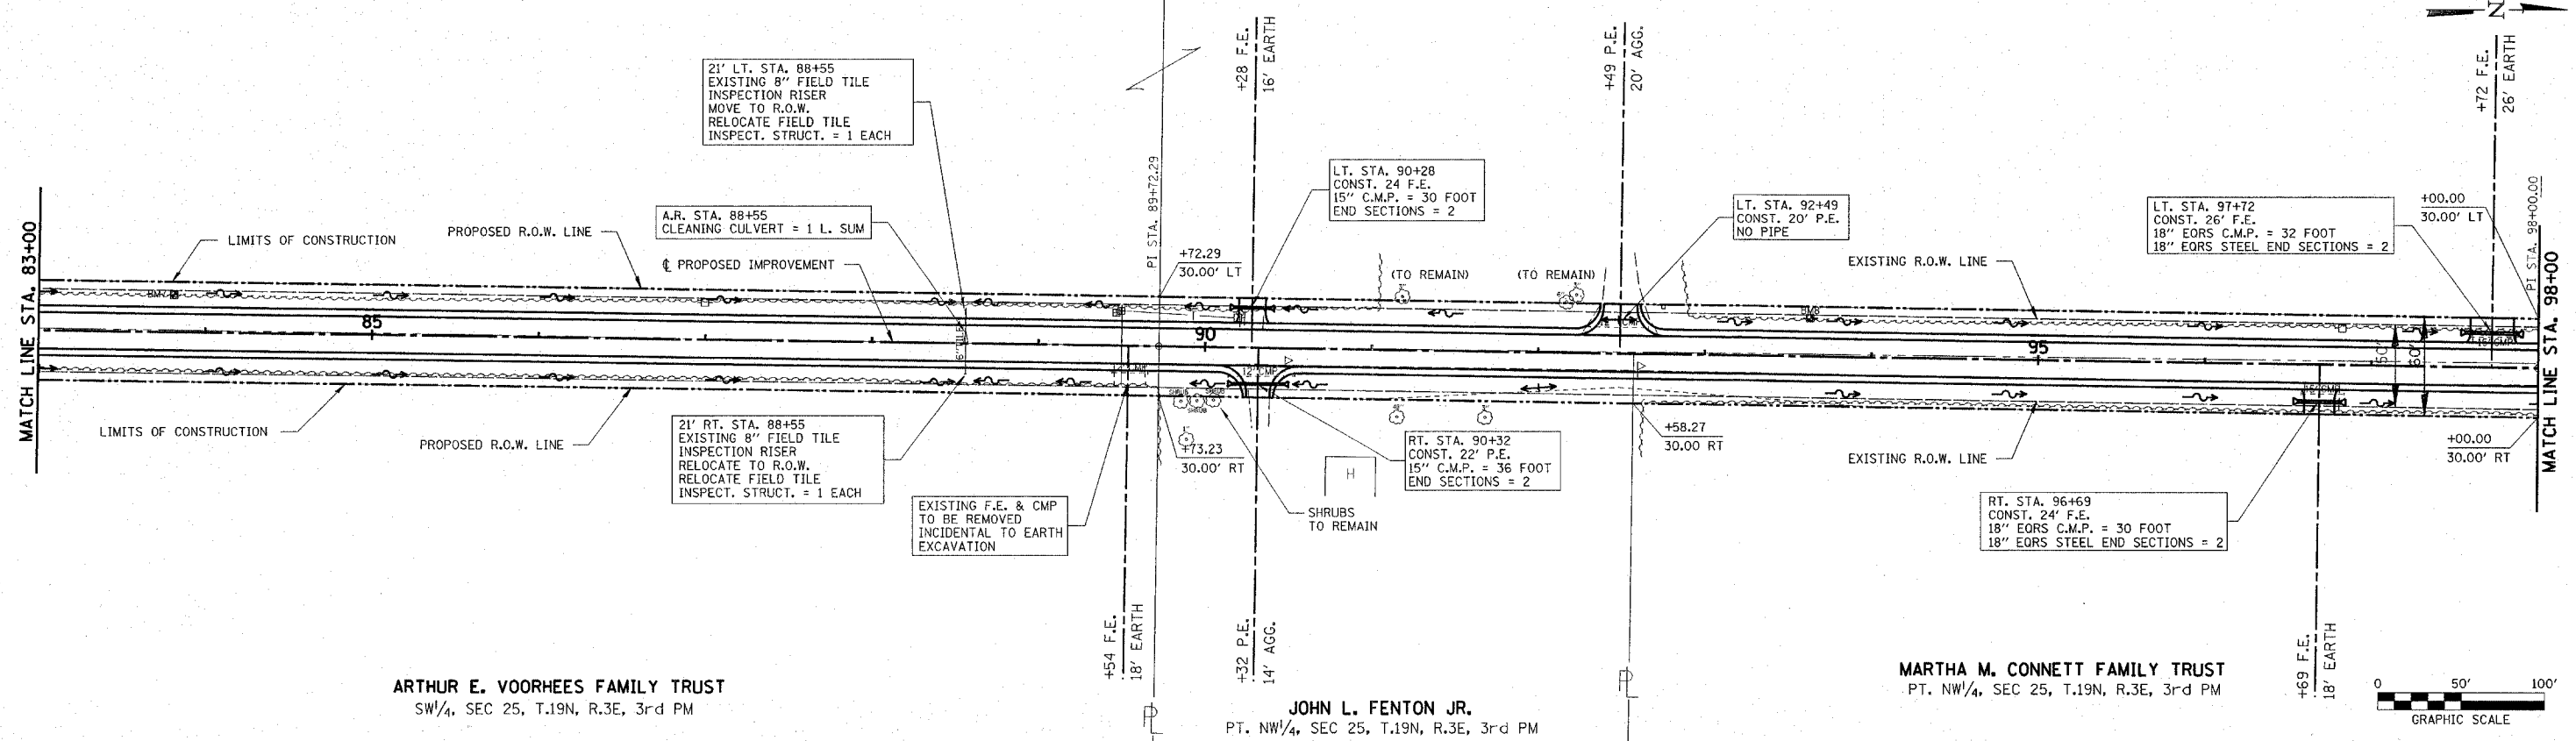 N
+28 F.E.
16' EARTH
+49 P.E.
20' AGG.
+72 F.E.
26' EARTH
21' LT. STA. 88+55
EXISTING 8" FIELD TILE
INSPECTION RISER
MOVE TO R.O.W.
RELOCATE FIELD TILE
INSPECT. STRUCT. = 1 EACH
PI STA. 89+72.29
LT. STA. 90+28
CONST. 24 F.E.
15" C.M.P. = 30 FOOT
END SECTIONS = 2
LT. STA. 92+49
CONST. 20' P.E.
NO PIPE
LT. STA. 97+72
CONST. 26' F.E.
18" EQRS C.M.P. = 32 FOOT
18" EQRS STEEL END SECTIONS = 2
+00.00
30.00' LT
PI STA. 98+00.00
MATCH LINE STA. 83+00
LIMITS OF CONSTRUCTION
PROPOSED R.O.W. LINE
A.R. STA. 88+55
CLEANING CULVERT = 1 L. SUM
℄ PROPOSED IMPROVEMENT
+72.29
30.00' LT
(TO REMAIN)
(TO REMAIN)
EXISTING R.O.W. LINE
MATCH LINE STA. 98+00
BM8
85
90
95
6" TILE
12" CMP
50'
60'
SHRUB
SHRUB
SHRUB
LIMITS OF CONSTRUCTION
PROPOSED R.O.W. LINE
21' RT. STA. 88+55
EXISTING 8" FIELD TILE
INSPECTION RISER
RELOCATE TO R.O.W.
RELOCATE FIELD TILE
INSPECT. STRUCT. = 1 EACH
EXISTING F.E. & CMP
TO BE REMOVED
INCIDENTAL TO EARTH
EXCAVATION
+73.23
30.00' RT
SHRUBS
TO REMAIN
H
RT. STA. 90+32
CONST. 22' P.E.
15" C.M.P. = 36 FOOT
END SECTIONS = 2
+58.27
30.00 RT
EXISTING R.O.W. LINE
RT. STA. 96+69
CONST. 24' F.E.
18" EQRS C.M.P. = 30 FOOT
18" EQRS STEEL END SECTIONS = 2
+00.00
30.00' RT
+54 F.E.
18' EARTH
+32 P.E.
14' AGG.
+69 F.E.
18' EARTH
PL
PL
ARTHUR E. VOORHEES FAMILY TRUST
SW1/4, SEC 25, T.19N, R.3E, 3rd PM
JOHN L. FENTON JR.
PT. NW1/4, SEC 25, T.19N, R.3E, 3rd PM
MARTHA M. CONNETT FAMILY TRUST
PT. NW1/4, SEC 25, T.19N, R.3E, 3rd PM
0 50' 100'
GRAPHIC SCALE